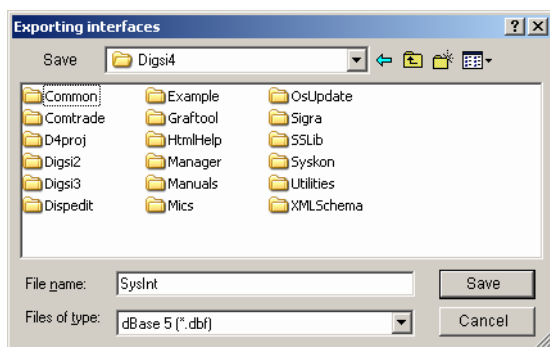 Exporting interfaces
Save Digsi4
Common Example OsUpdate
Comtrade Graftool Sigra
D4proj HtmlHelp SSLib
Digsi2 Manager Syskon
Digsi3 Manuals Utilities
Dispedit Mics XMLSchema
File name: SysInt Save
Files of type: dBase 5 (*.dbf) Cancel